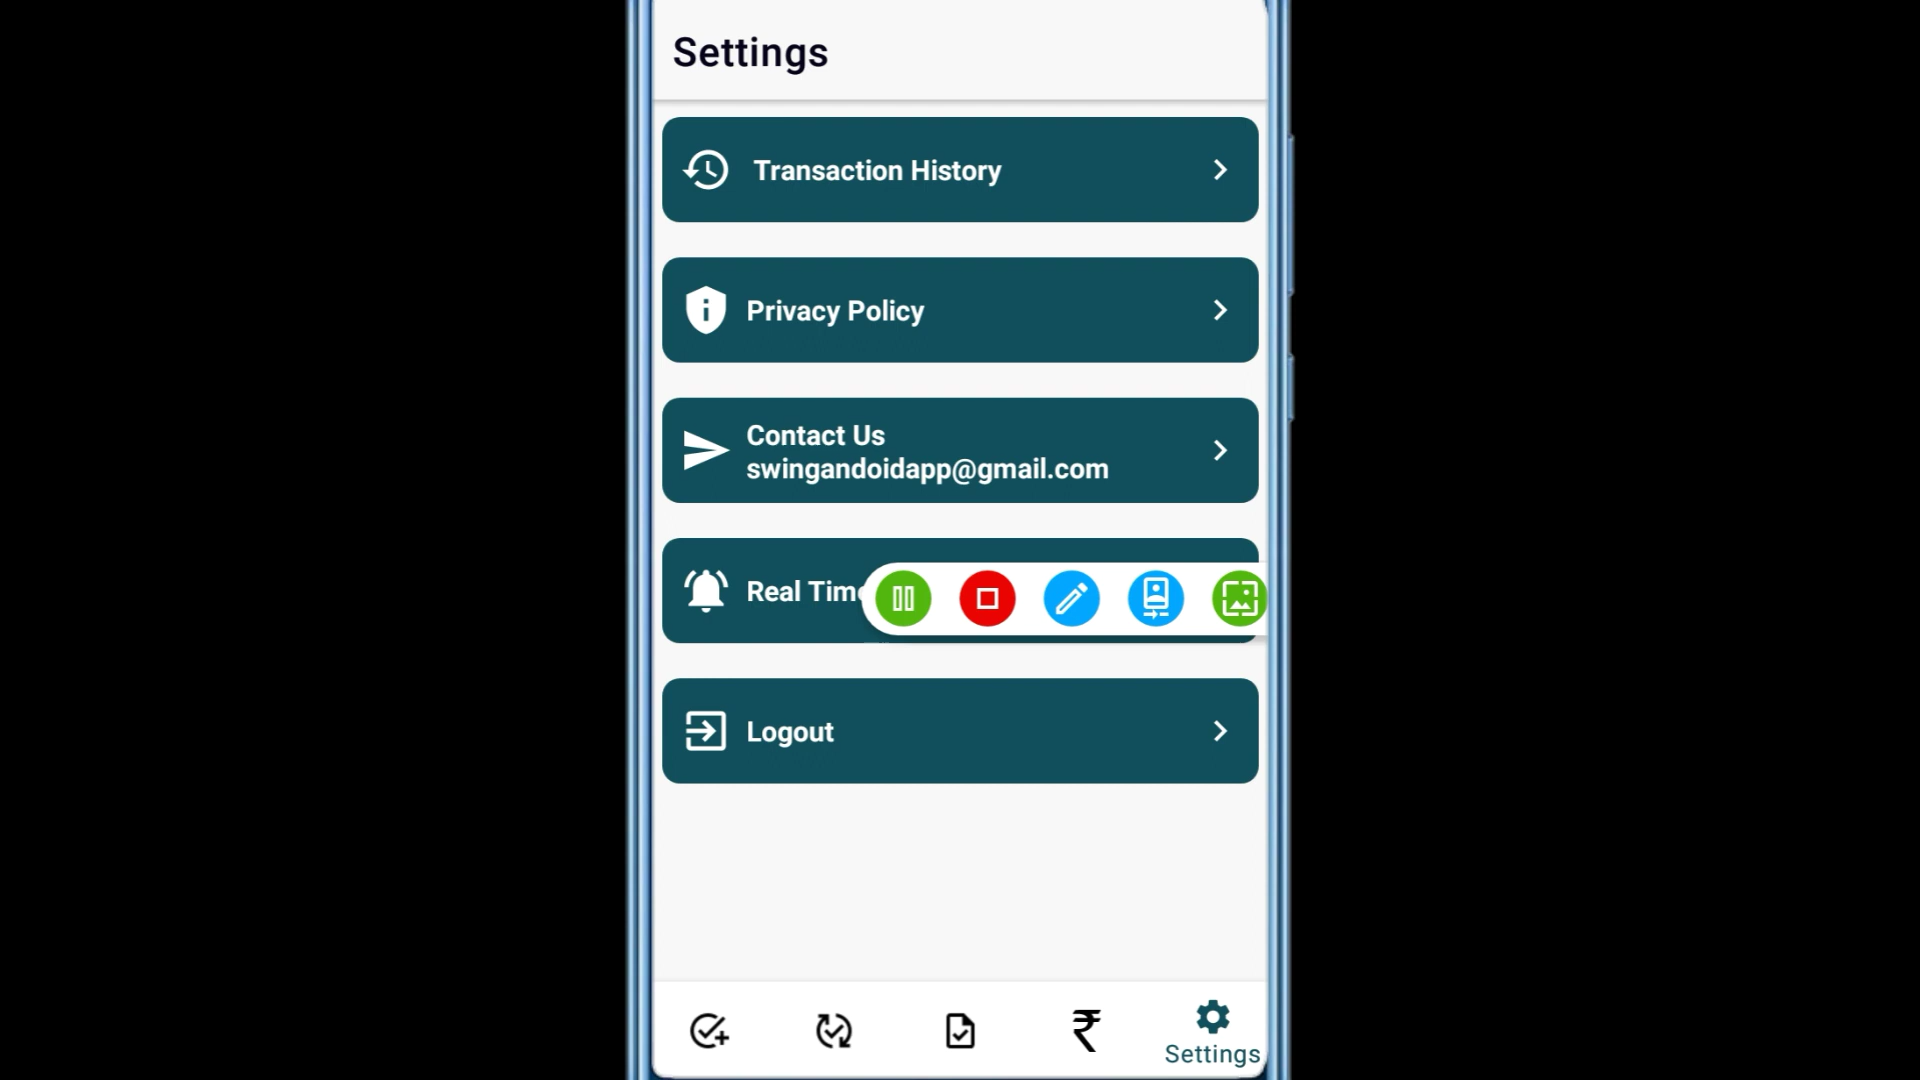 Settings
Transaction History
Privacy Policy
Contact Us
swingandoidapp@gmail.com
Real Time
Logout
₹
Settings